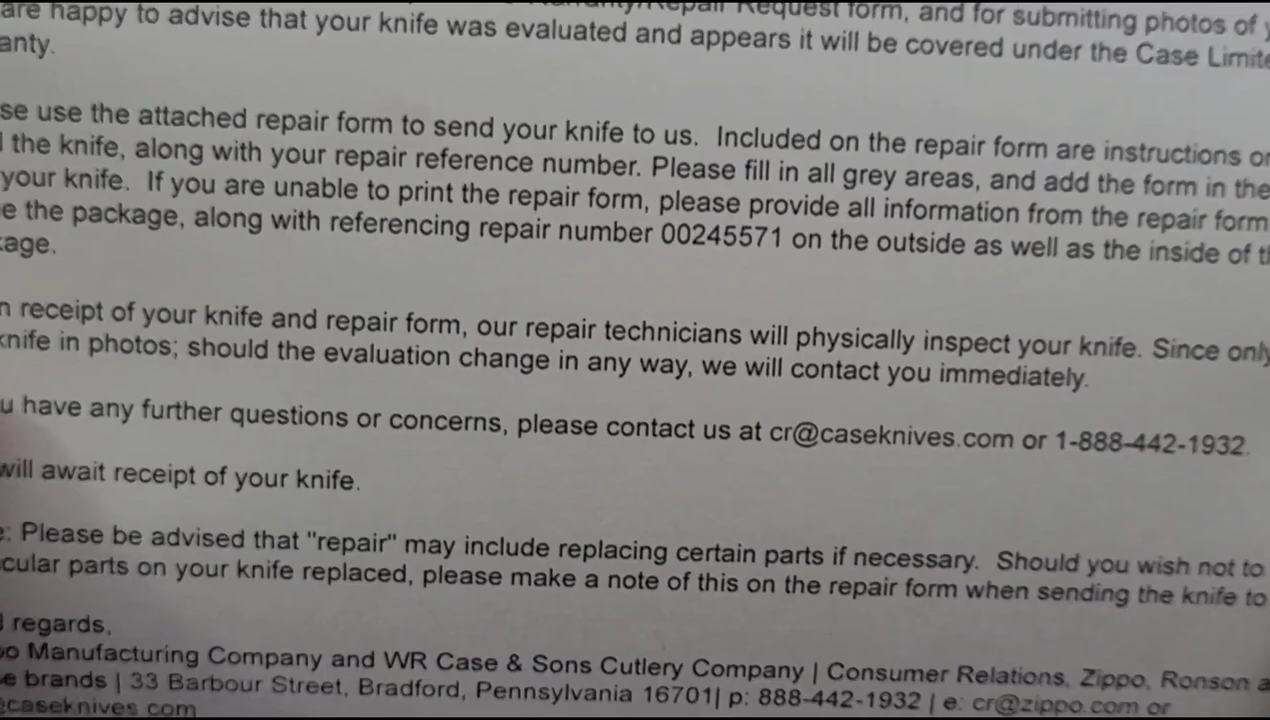 are happy to advise that your knife was evaluated and appears it will be covered under the Case Limite
anty.
se use the attached repair form to send your knife to us. Included on the repair form are instructions on
the knife, along with your repair reference number. Please fill in all grey areas, and add the form in the
your knife. If you are unable to print the repair form, please provide all information from the repair form
e the package, along with referencing repair number 00245571 on the outside as well as the inside of th
kage.
n receipt of your knife and repair form, our repair technicians will physically inspect your knife. Since only
knife in photos; should the evaluation change in any way, we will contact you immediately.
u have any further questions or concerns, please contact us at cr@caseknives.com or 1-888-442-1932.
will await receipt of your knife.
e: Please be advised that "repair" may include replacing certain parts if necessary. Should you wish not to
cular parts on your knife replaced, please make a note of this on the repair form when sending the knife to
regards,
po Manufacturing Company and WR Case & Sons Cutlery Company | Consumer Relations, Zippo, Ronson a
e brands | 33 Barbour Street, Bradford, Pennsylvania 16701| p: 888-442-1932 | e: cr@zippo.com or
@caseknives.com